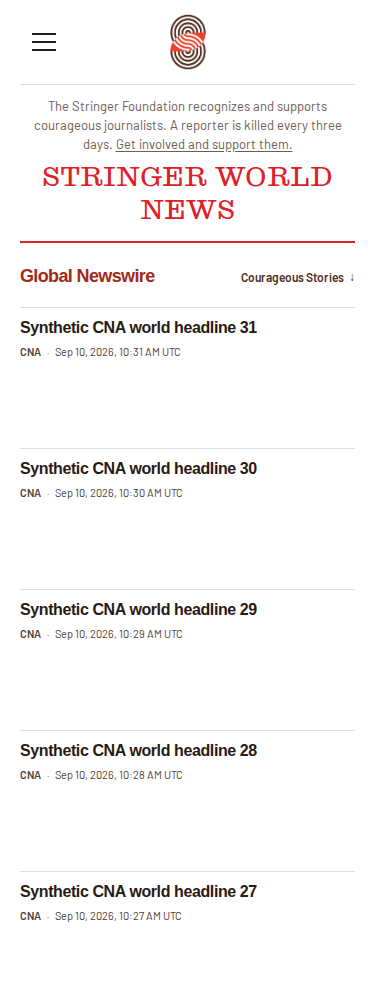 The Stringer Foundation recognizes and supports
courageous journalists. A reporter is killed every three
days. Get involved and support them.
STRINGER WORLD
NEWS
Global Newswire
Courageous Stories ↓
Synthetic CNA world headline 31
CNA · Sep 10, 2026, 10:31 AM UTC
Synthetic CNA world headline 30
CNA · Sep 10, 2026, 10:30 AM UTC
Synthetic CNA world headline 29
CNA · Sep 10, 2026, 10:29 AM UTC
Synthetic CNA world headline 28
CNA · Sep 10, 2026, 10:28 AM UTC
Synthetic CNA world headline 27
CNA · Sep 10, 2026, 10:27 AM UTC